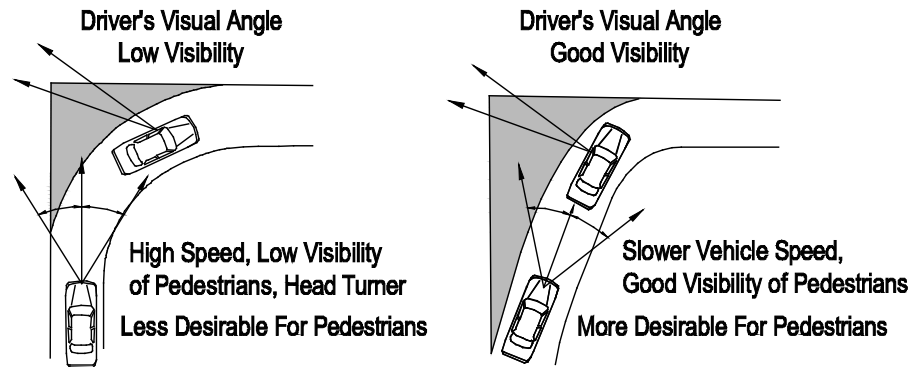 Driver's Visual Angle
Low Visibility
High Speed, Low Visibility
of Pedestrians, Head Turner
Less Desirable For Pedestrians
Driver's Visual Angle
Good Visibility
Slower Vehicle Speed,
Good Visibility of Pedestrians
More Desirable For Pedestrians